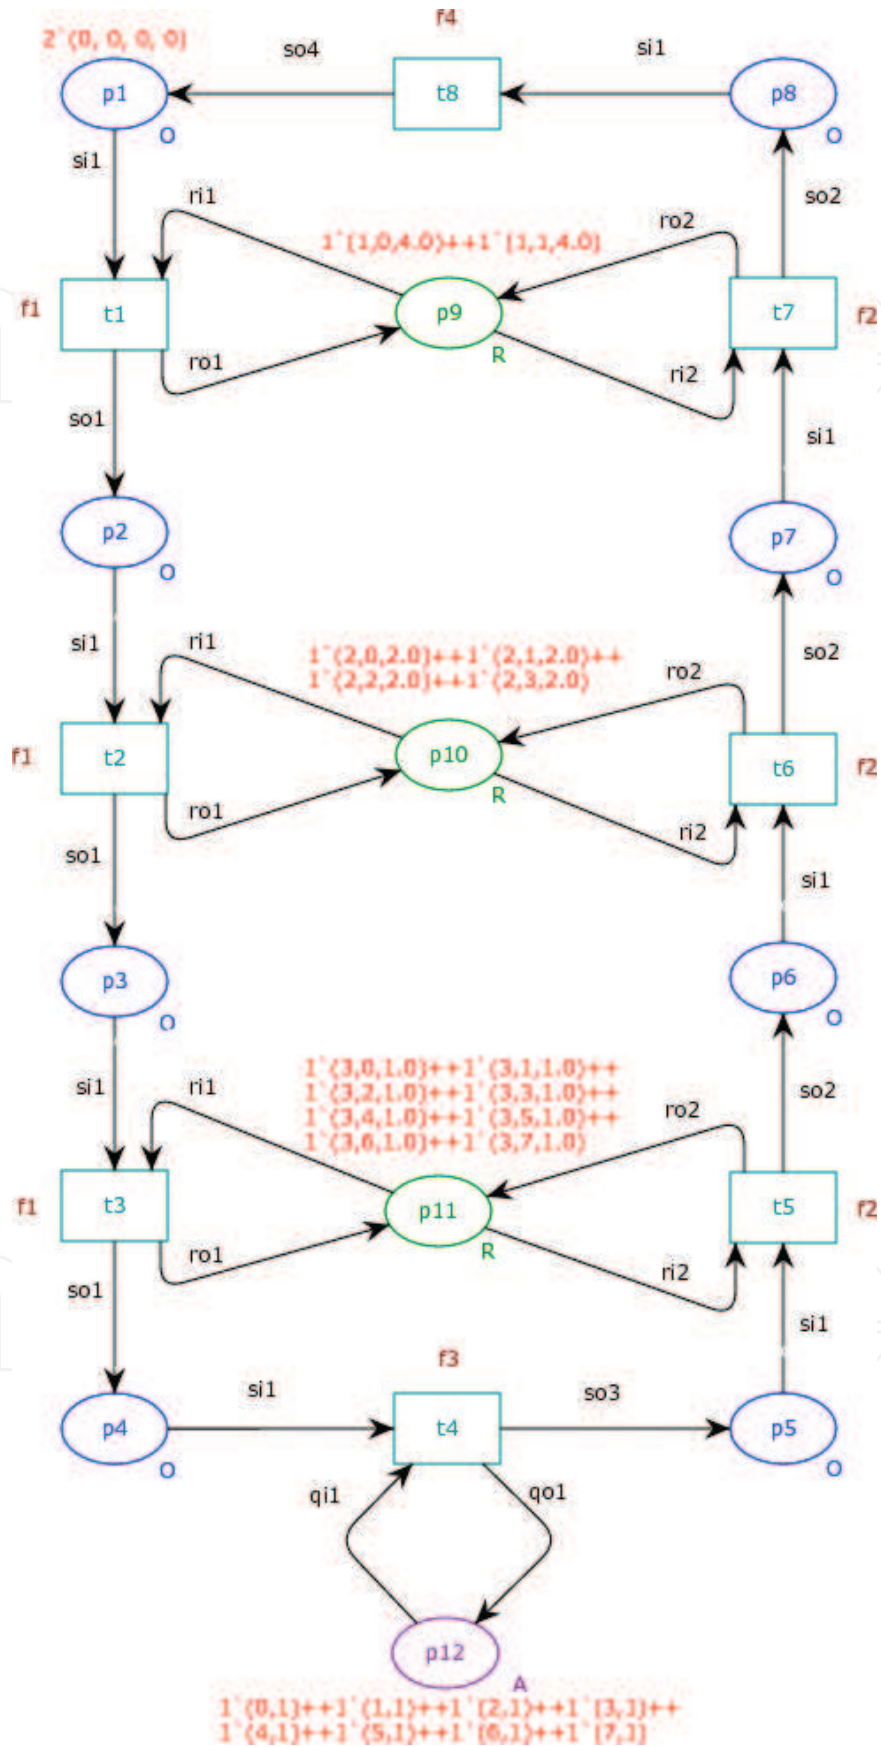 f4
2`(0, 0, 0, 0)
so4
si1
p1
t8
p8
O
O
si1
ri1
so2
ro2
1`(1,0,4.0)++1`(1,1,4.0)
f1
t1
p9
t7
f2
R
ro1
ri2
so1
si1
p2
p7
O
O
si1
ri1
1`(2,0,2.0)++1`(2,1,2.0)++
1`(2,2,2.0)++1`(2,3,2.0)
so2
ro2
f1
t2
p10
t6
f2
R
ro1
ri2
so1
si1
p3
p6
O
O
si1
ri1
1`(3,0,1.0)++1`(3,1,1.0)++
1`(3,2,1.0)++1`(3,3,1.0)++
1`(3,4,1.0)++1`(3,5,1.0)++
1`(3,6,1.0)++1`(3,7,1.0)
so2
ro2
f1
t3
p11
t5
f2
R
ro1
ri2
so1
si1
f3
si1
so3
p4
t4
p5
O
O
qi1
qo1
p12
A
1`(0,1)++1`(1,1)++1`(2,1)++1`(3,1)++
1`(4,1)++1`(5,1)++1`(6,1)++1`(7,1)